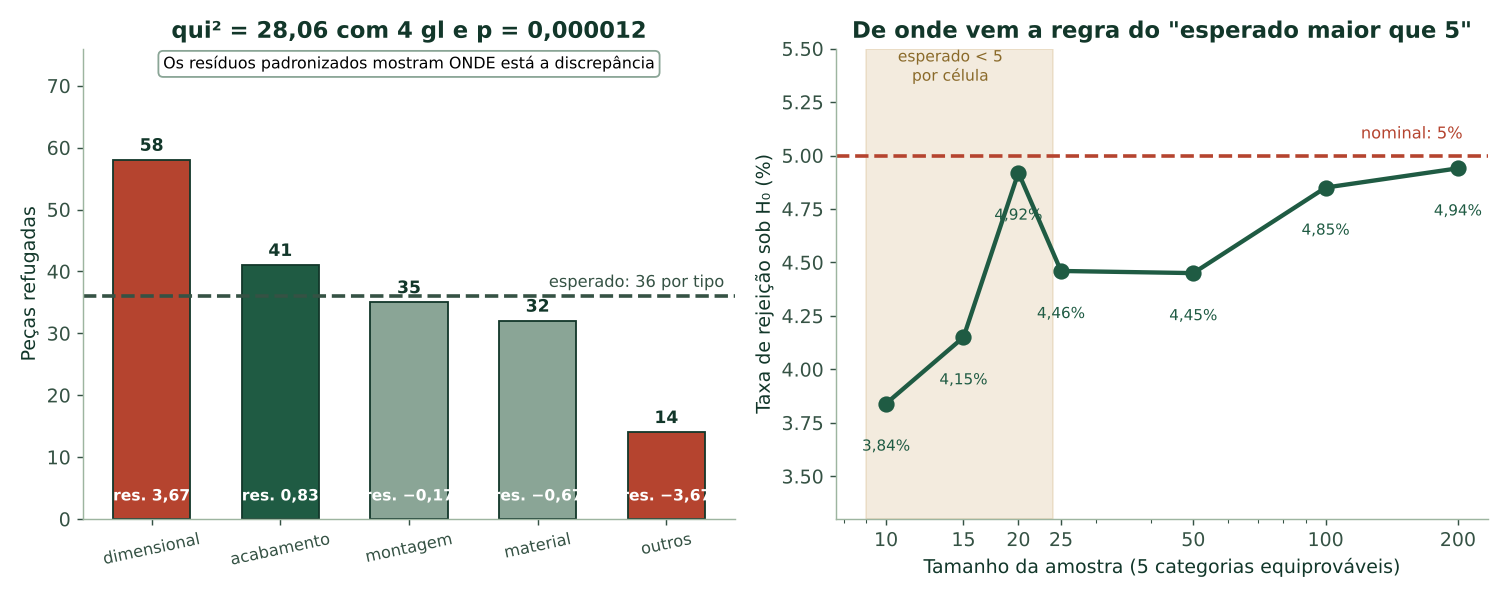 qui² = 28,06 com 4 gl e p = 0,000012
Os resíduos padronizados mostram ONDE está a discrepância
Peças refugadas
70
60
50
40
30
20
10
0
58
41
35
32
14
esperado: 36 por tipo
res. 3,67
res. 0,83
res. −0,17
res. −0,67
res. −3,67
dimensional
acabamento
montagem
material
outros
De onde vem a regra do "esperado maior que 5"
Taxa de rejeição sob H₀ (%)
5.50
5.25
5.00
4.75
4.50
4.25
4.00
3.75
3.50
esperado < 5
por célula
nominal: 5%
3,84%
4,15%
4,92%
4,46%
4,45%
4,85%
4,94%
10
15
20
25
50
100
200
Tamanho da amostra (5 categorias equiprováveis)